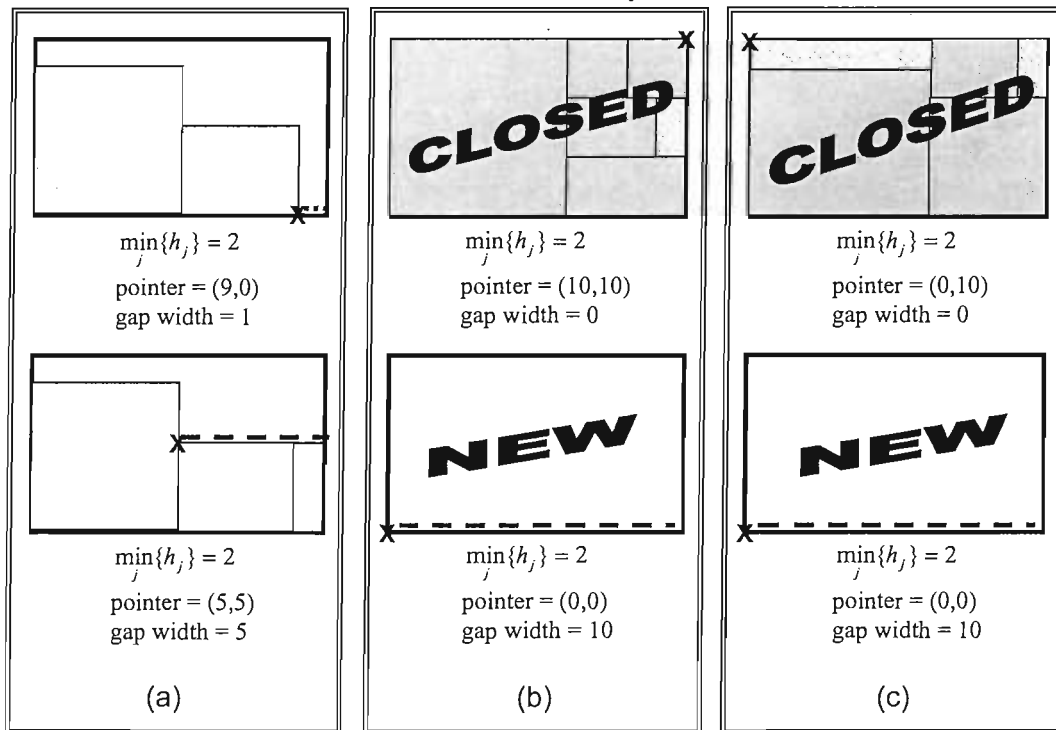 X
min{h_j} = 2
j
pointer = (9,0)
gap width = 1
X
min{h_j} = 2
j
pointer = (5,5)
gap width = 5
(a)
X
CLOSED
min{h_j} = 2
j
pointer = (10,10)
gap width = 0
NEW
X
min{h_j} = 2
j
pointer = (0,0)
gap width = 10
(b)
X
CLOSED
min{h_j} = 2
j
pointer = (0,10)
gap width = 0
NEW
X
min{h_j} = 2
j
pointer = (0,0)
gap width = 10
(c)